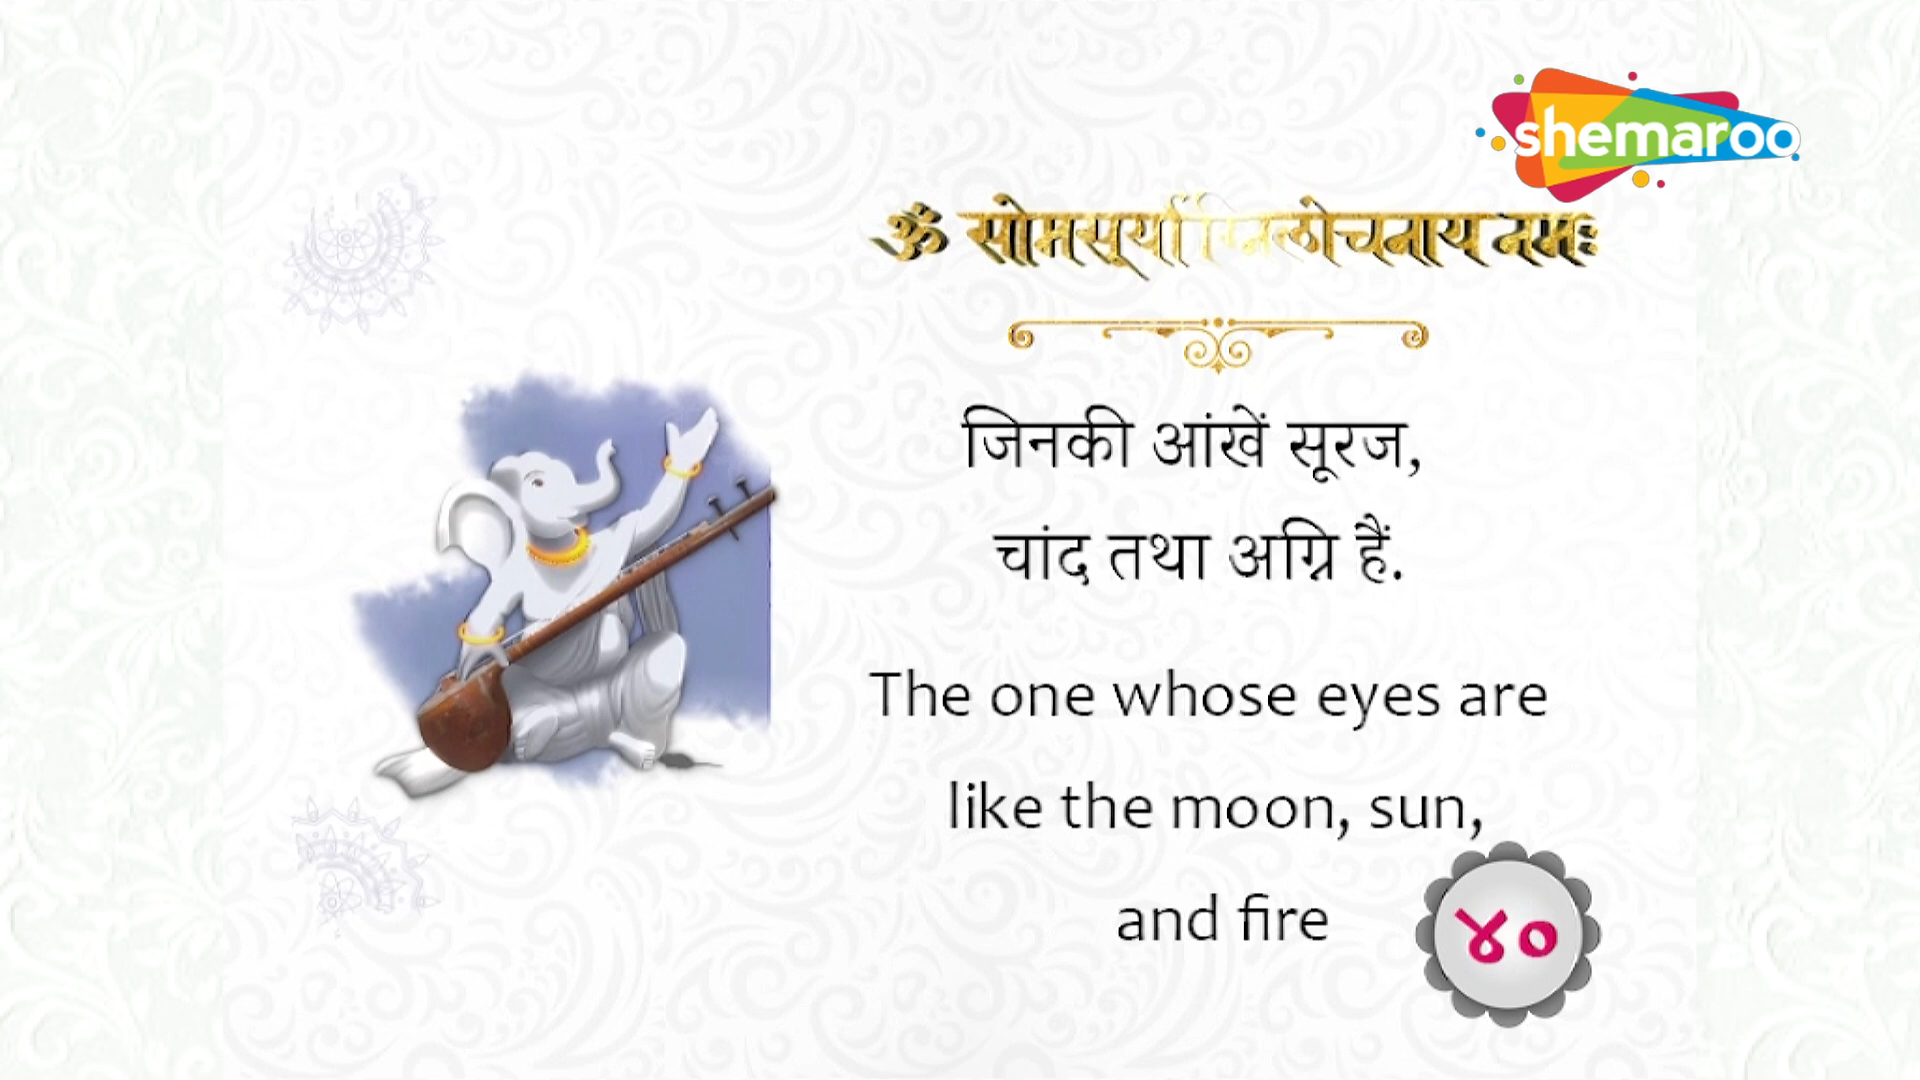 shemaroo
ॐ सोमसूर्याग्निलोचनाय नमः
जिनकी आंखें सूरज,
चांद तथा अग्नि हैं.
The one whose eyes are
like the moon, sun,
and fire
४०